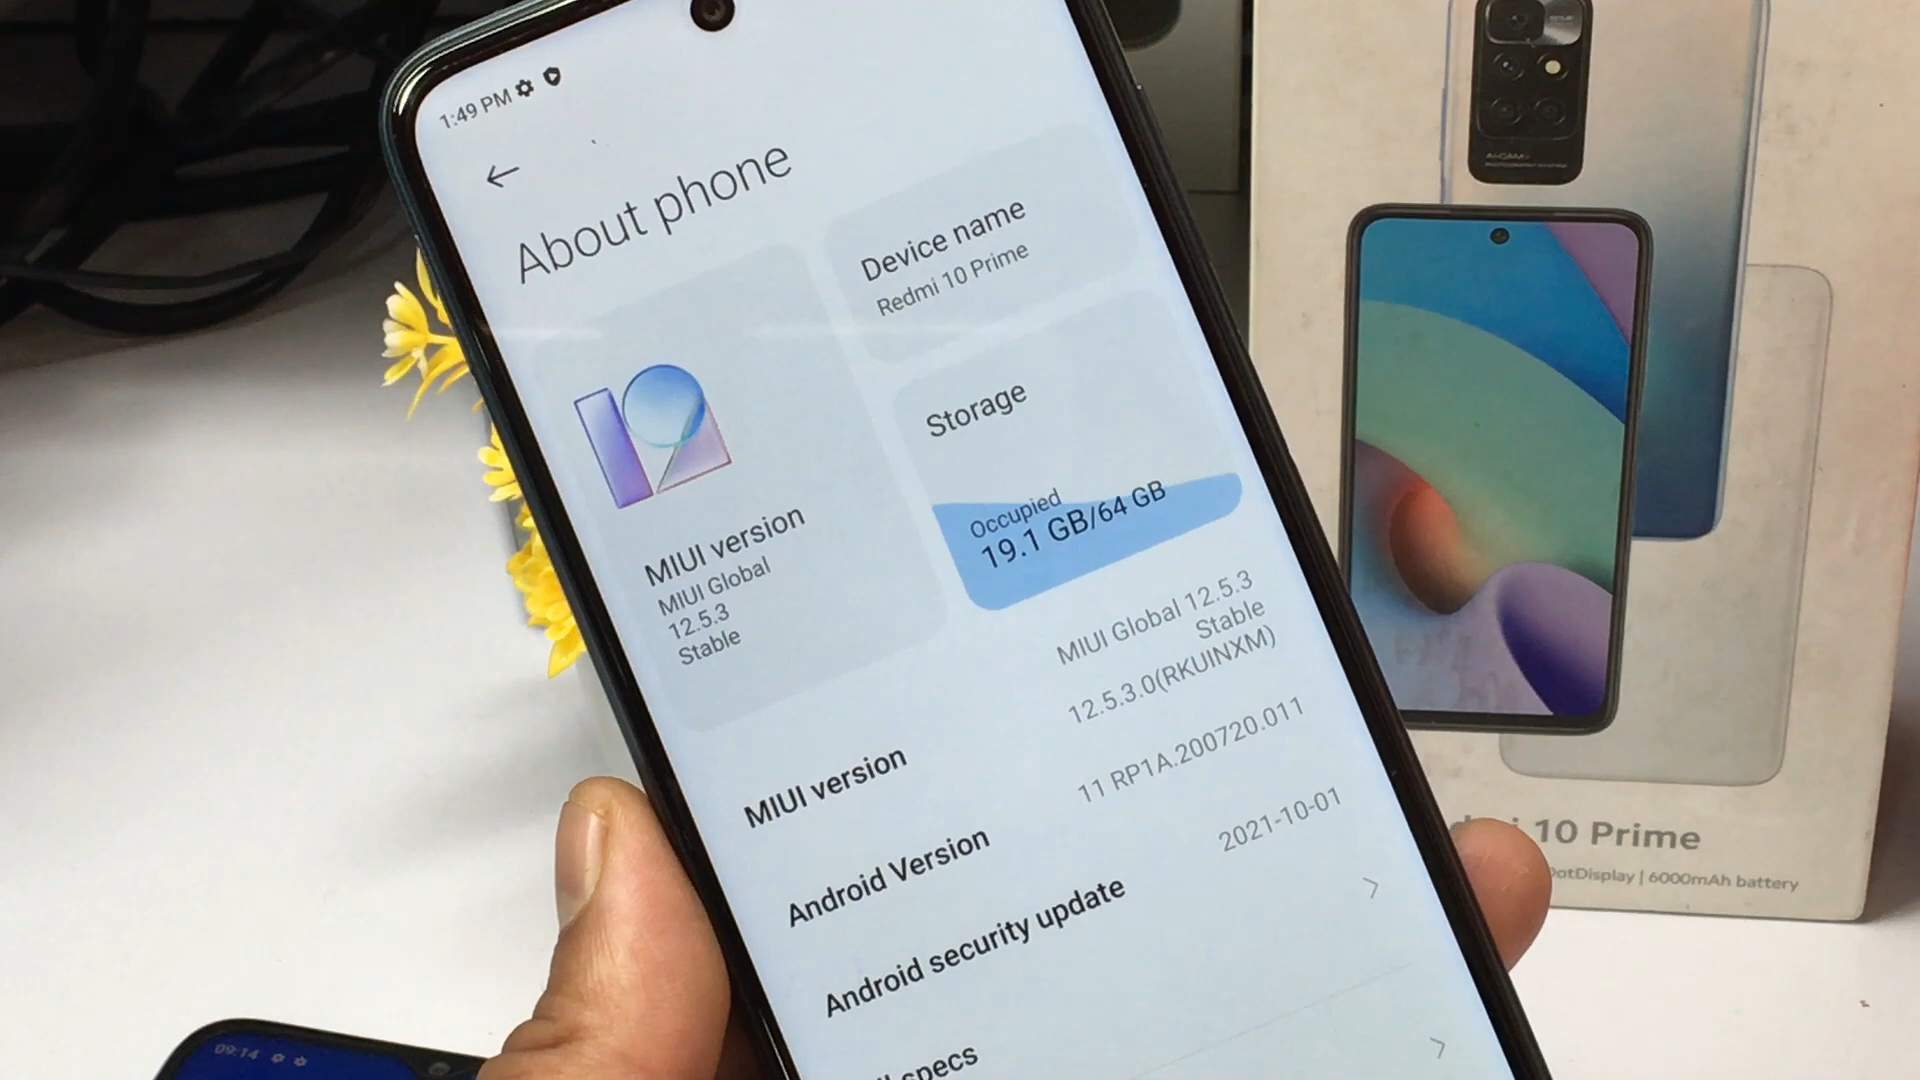 1:49 PM
About phone
Device name
Redmi 10 Prime
Storage
Occupied
19.1 GB/64 GB
MIUI version
MIUI Global
12.5.3
Stable
MIUI version
MIUI Global 12.5.3
Stable
12.5.3.0(RKUINXM)
Android Version
11 RP1A.200720.011
Android security update
2021-10-01
specs
10 Prime
DotDisplay | 6000mAh battery
09:14